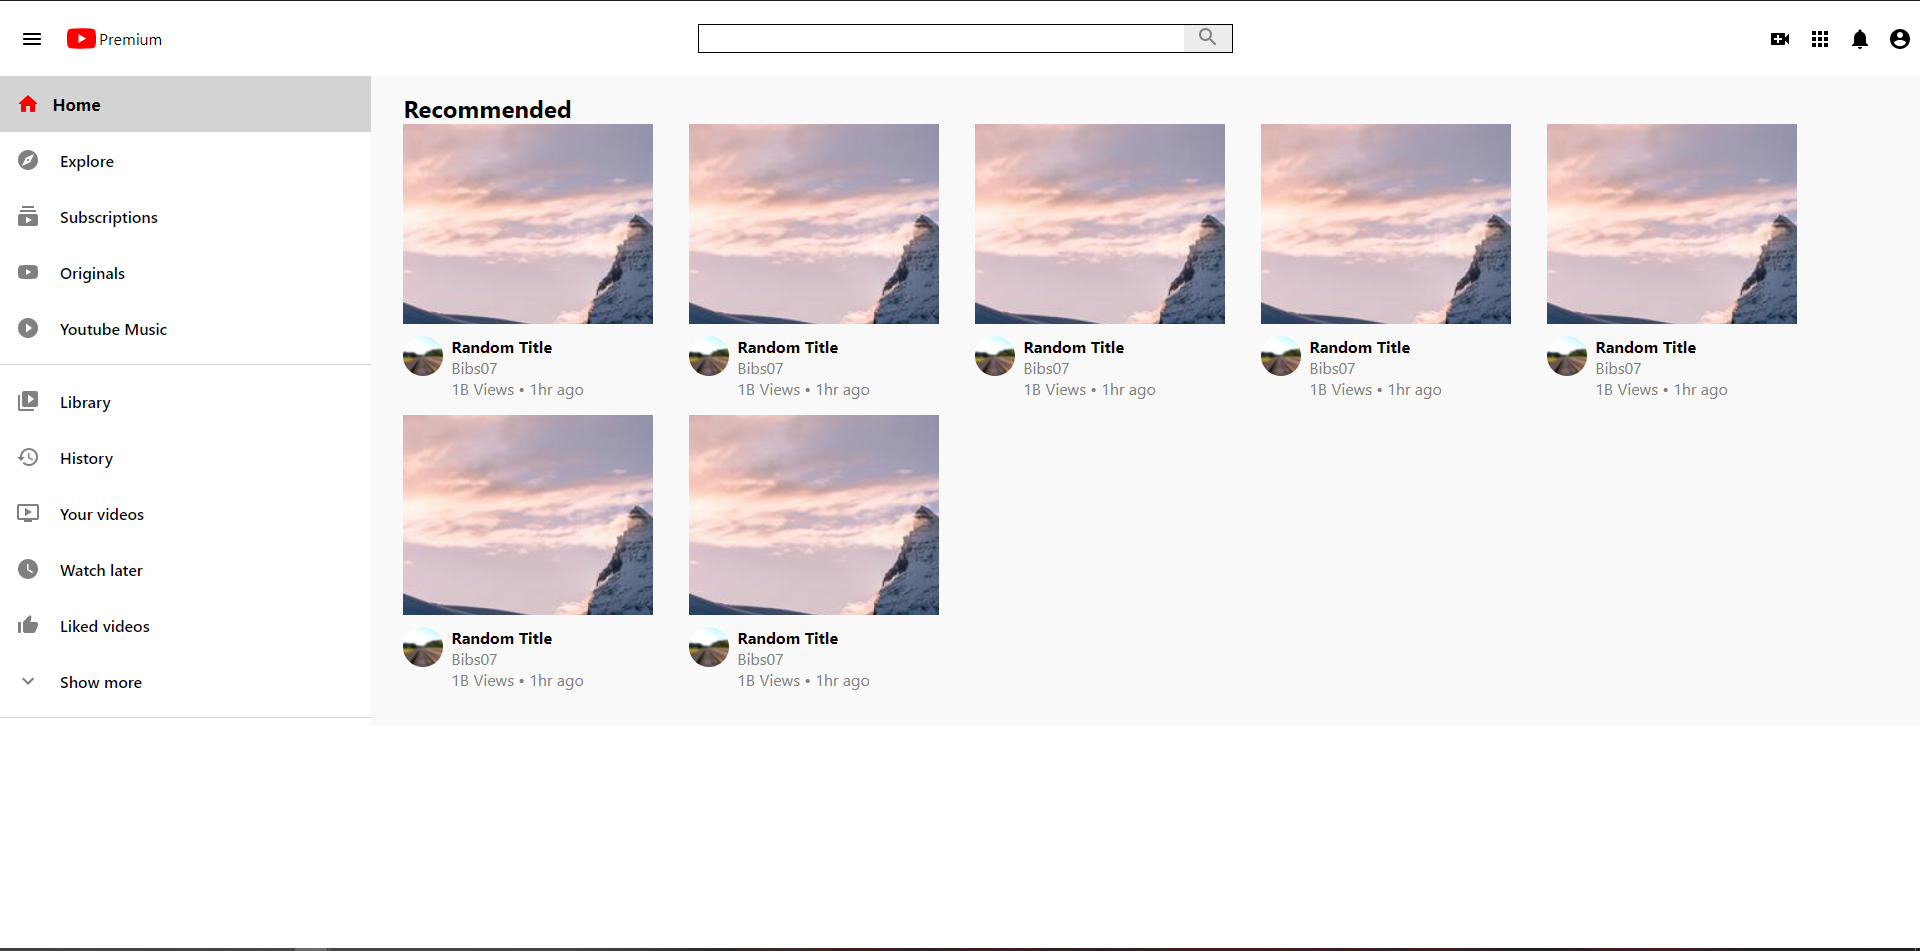 Premium
Home
Explore
Subscriptions
Originals
Youtube Music
Library
History
Your videos
Watch later
Liked videos
Show more
Recommended
Random Title
Bibs07
1B Views • 1hr ago
Random Title
Bibs07
1B Views • 1hr ago
Random Title
Bibs07
1B Views • 1hr ago
Random Title
Bibs07
1B Views • 1hr ago
Random Title
Bibs07
1B Views • 1hr ago
Random Title
Bibs07
1B Views • 1hr ago
Random Title
Bibs07
1B Views • 1hr ago